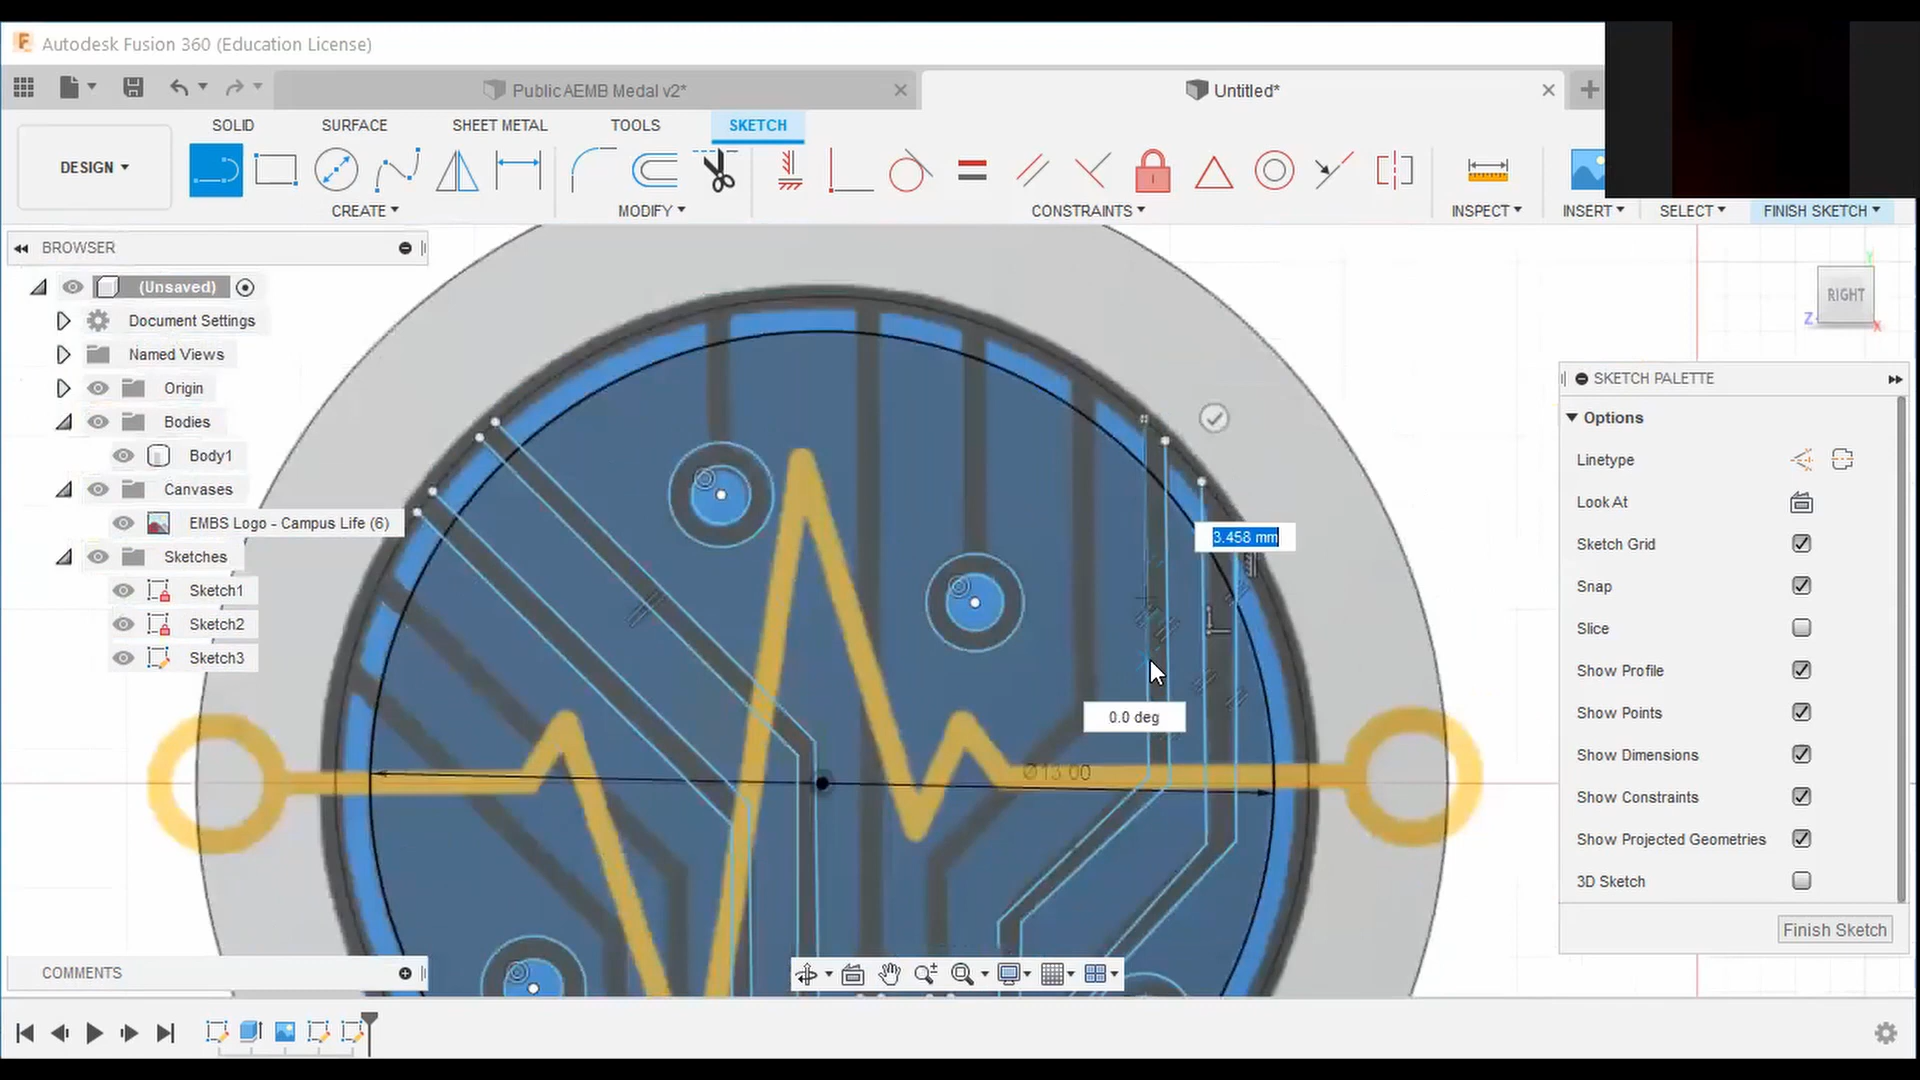 Autodesk Fusion 360 (Education License)
Public AEMB Medal v2*
Untitled*
SOLID
SURFACE
SHEET METAL
TOOLS
SKETCH
DESIGN
CREATE
MODIFY
CONSTRAINTS
INSPECT
INSERT
SELECT
FINISH SKETCH
BROWSER
(Unsaved)
Document Settings
Named Views
Origin
Bodies
Body1
Canvases
EMBS Logo - Campus Life (6)
Sketches
Sketch1
Sketch2
Sketch3
3.458 mm
0.0 deg
Ø13.00
Y
RIGHT
Z
X
SKETCH PALETTE
Options
Linetype
Look At
Sketch Grid
Snap
Slice
Show Profile
Show Points
Show Dimensions
Show Constraints
Show Projected Geometries
3D Sketch
Finish Sketch
COMMENTS